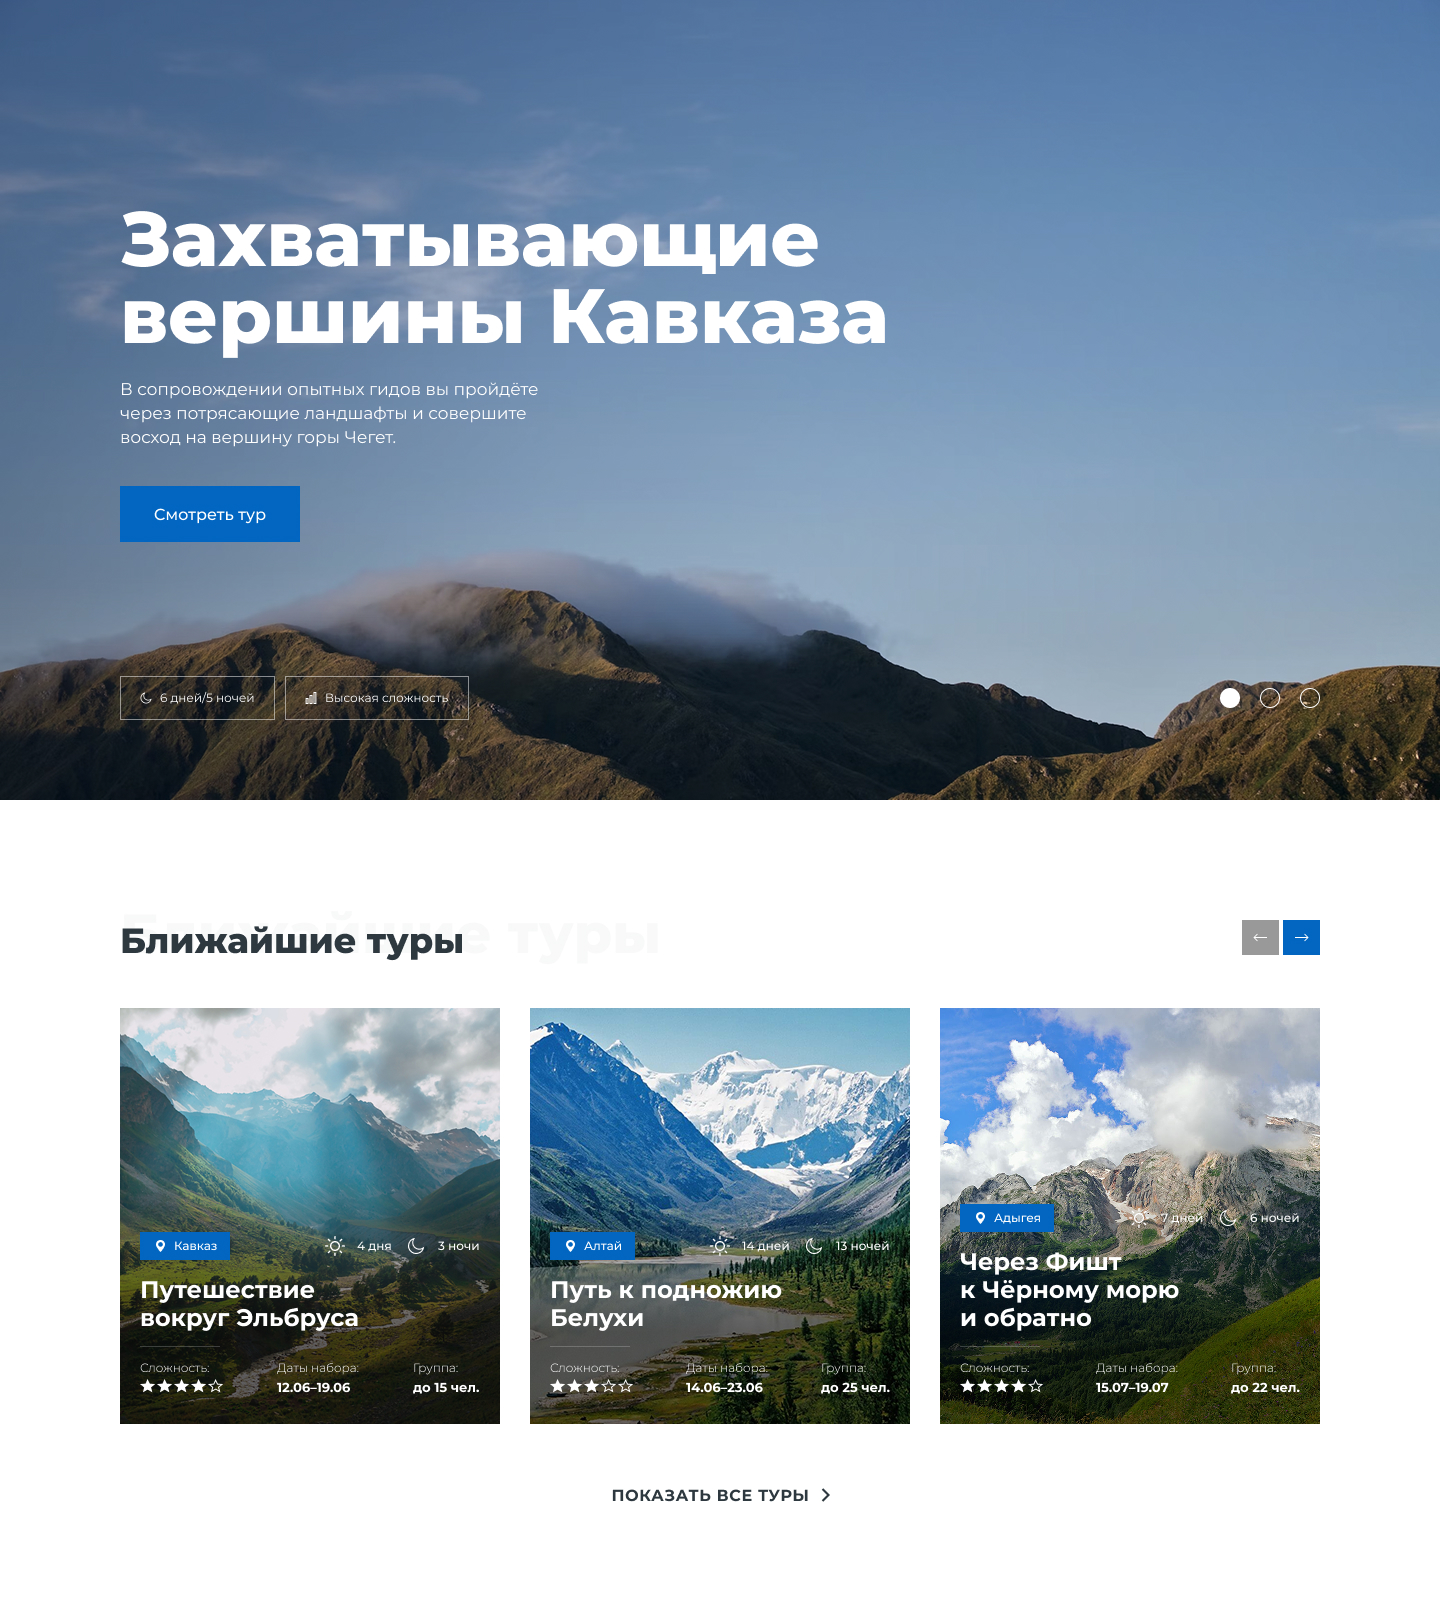 Захватывающие
вершины Кавказа
В сопровождении опытных гидов вы пройдёте
через потрясающие ландшафты и совершите
восход на вершину горы Чегет.
Смотреть тур
6 дней/5 ночей
Высокая сложность
Ближайшие туры
Ближайшие туры
Кавказ
4 дня
3 ночи
Путешествие
вокруг Эльбруса
Сложность:
Даты набора:
Группа:
12.06–19.06
до 15 чел.
Алтай
14 дней
13 ночей
Путь к подножию
Белухи
Сложность:
Даты набора:
Группа:
14.06–23.06
до 25 чел.
Адыгея
7 дней
6 ночей
Через Фишт
к Чёрному морю
и обратно
Сложность:
Даты набора:
Группа:
15.07–19.07
до 22 чел.
ПОКАЗАТЬ ВСЕ ТУРЫ